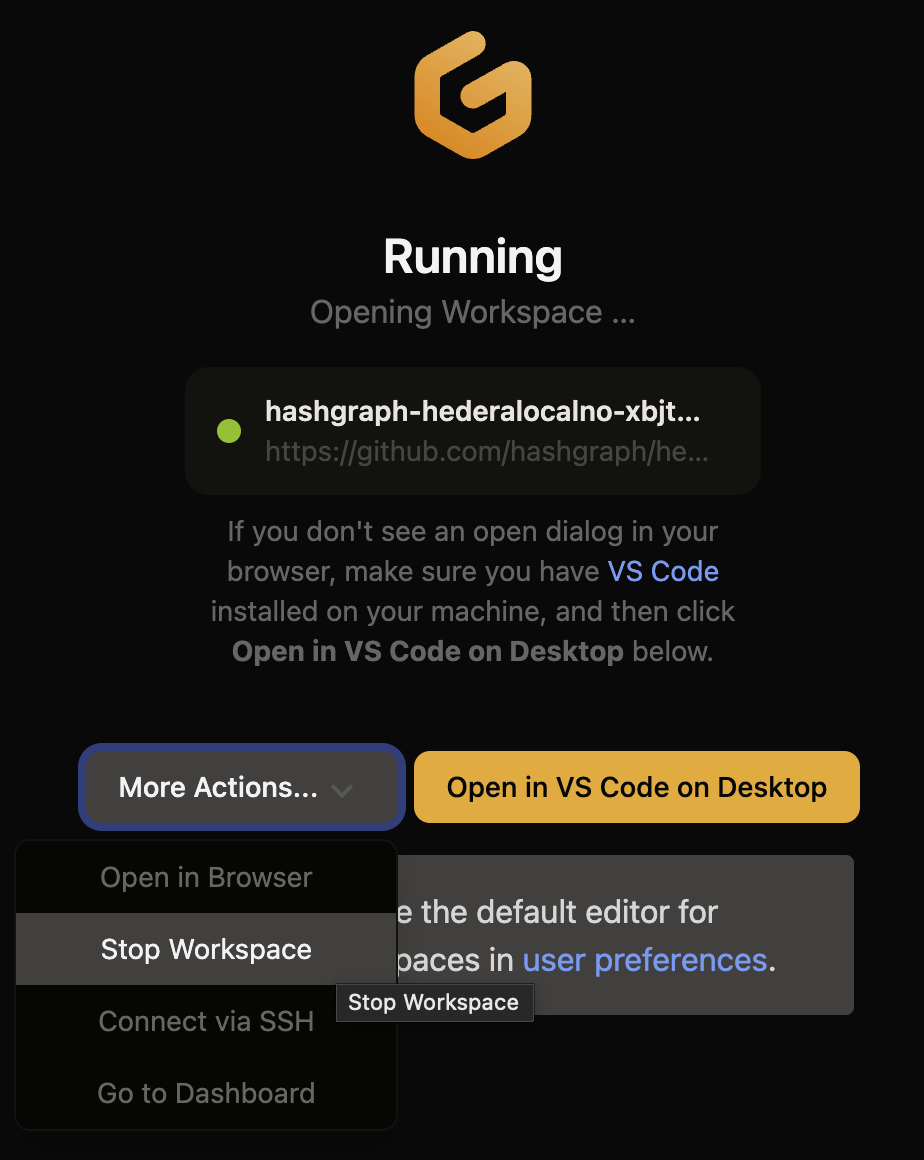 Running
Opening Workspace ...
hashgraph-hederalocalno-xbjt...
https://github.com/hashgraph/he...
If you don't see an open dialog in your
browser, make sure you have VS Code
installed on your machine, and then click
Open in VS Code on Desktop below.
More Actions...
Open in VS Code on Desktop
Open in Browser
Stop Workspace
Connect via SSH
Go to Dashboard
e the default editor for
paces in user preferences.
Stop Workspace